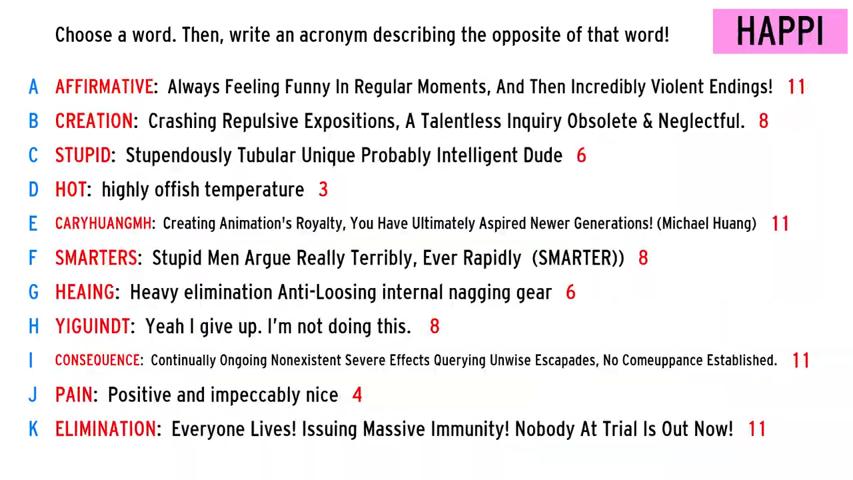 Choose a word. Then, write an acronym describing the opposite of that word! HAPPI
A AFFIRMATIVE: Always Feeling Funny In Regular Moments, And Then Incredibly Violent Endings! 11
B CREATION: Crashing Repulsive Expositions, A Talentless Inquiry Obsolete & Neglectful. 8
C STUPID: Stupendously Tubular Unique Probably Intelligent Dude 6
D HOT: highly offish temperature 3
E CARYHUANGMH: Creating Animation's Royalty, You Have Ultimately Aspired Newer Generations! (Michael Huang) 11
F SMARTERS: Stupid Men Argue Really Terribly, Ever Rapidly (SMARTER)) 8
G HEAING: Heavy elimination Anti-Loosing internal nagging gear 6
H YIGUINDT: Yeah I give up. I'm not doing this. 8
I CONSEQUENCE: Continually Ongoing Nonexistent Severe Effects Querying Unwise Escapades, No Comeuppance Established. 11
J PAIN: Positive and impeccably nice 4
K ELIMINATION: Everyone Lives! Issuing Massive Immunity! Nobody At Trial Is Out Now! 11